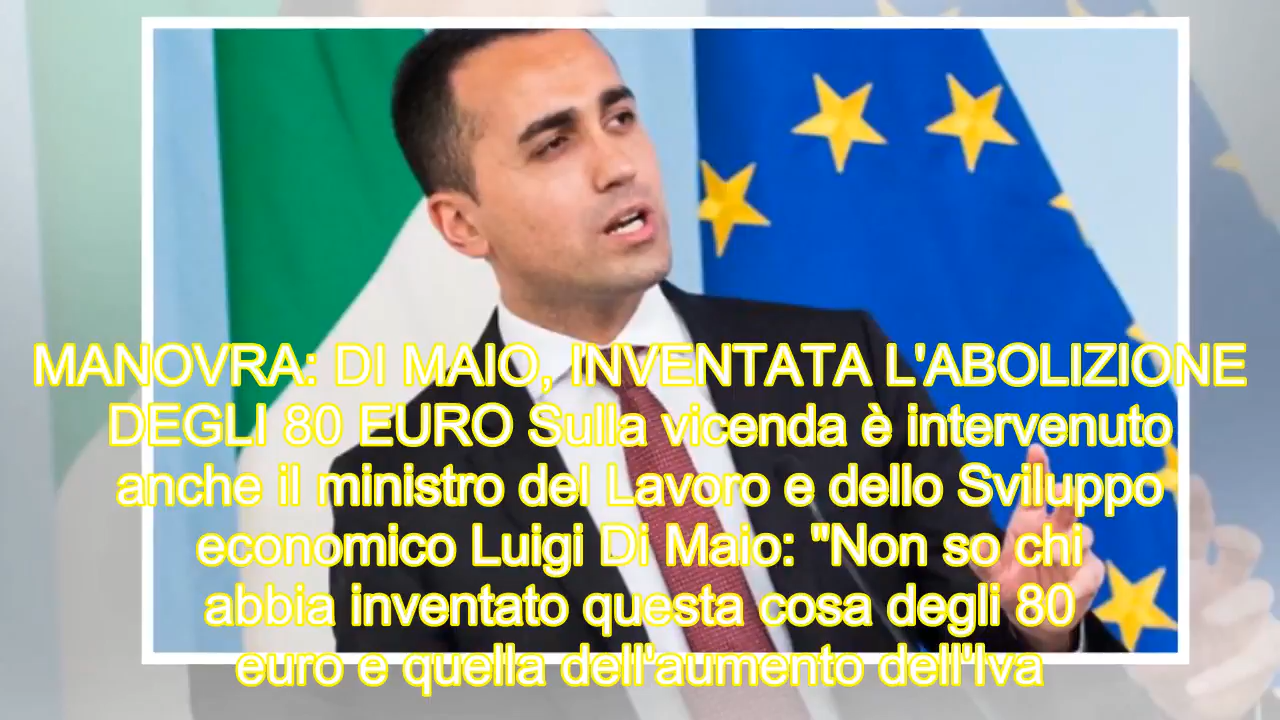 MANOVRA: DI MAIO, INVENTATA L'ABOLIZIONE
DEGLI 80 EURO Sulla vicenda è intervenuto
anche il ministro del Lavoro e dello Sviluppo
economico Luigi Di Maio: "Non so chi
abbia inventato questa cosa degli 80
euro e quella dell'aumento dell'Iva